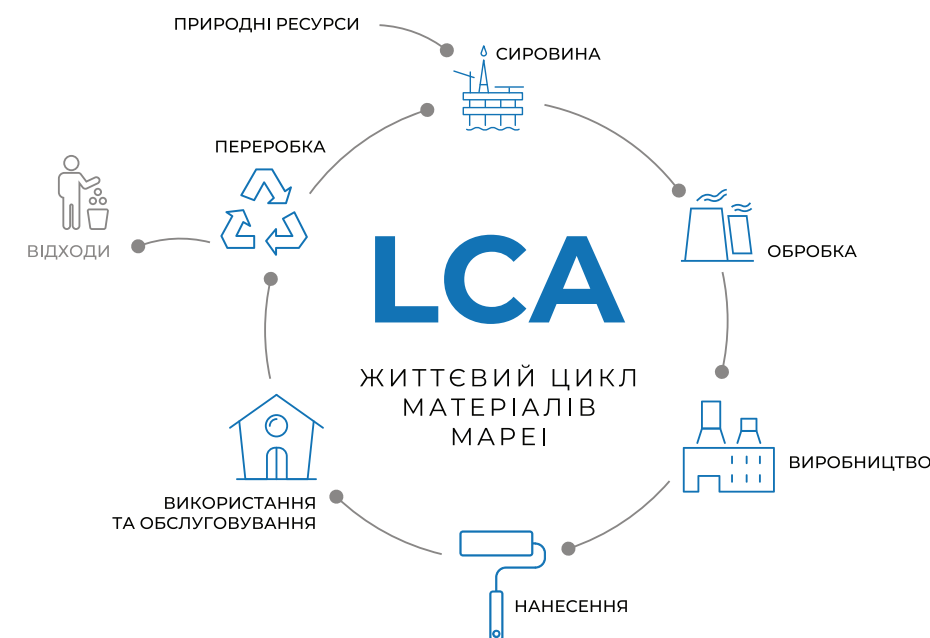 ПРИРОДНІ РЕСУРСИ
СИРОВИНА
ПЕРЕРОБКА
ВІДХОДИ
ОБРОБКА
LCA
ЖИТТЄВИЙ ЦИКЛ
МАТЕРІАЛІВ
MAPEI
ВИРОБНИЦТВО
ВИКОРИСТАННЯ
ТА ОБСЛУГОВУВАННЯ
НАНЕСЕННЯ